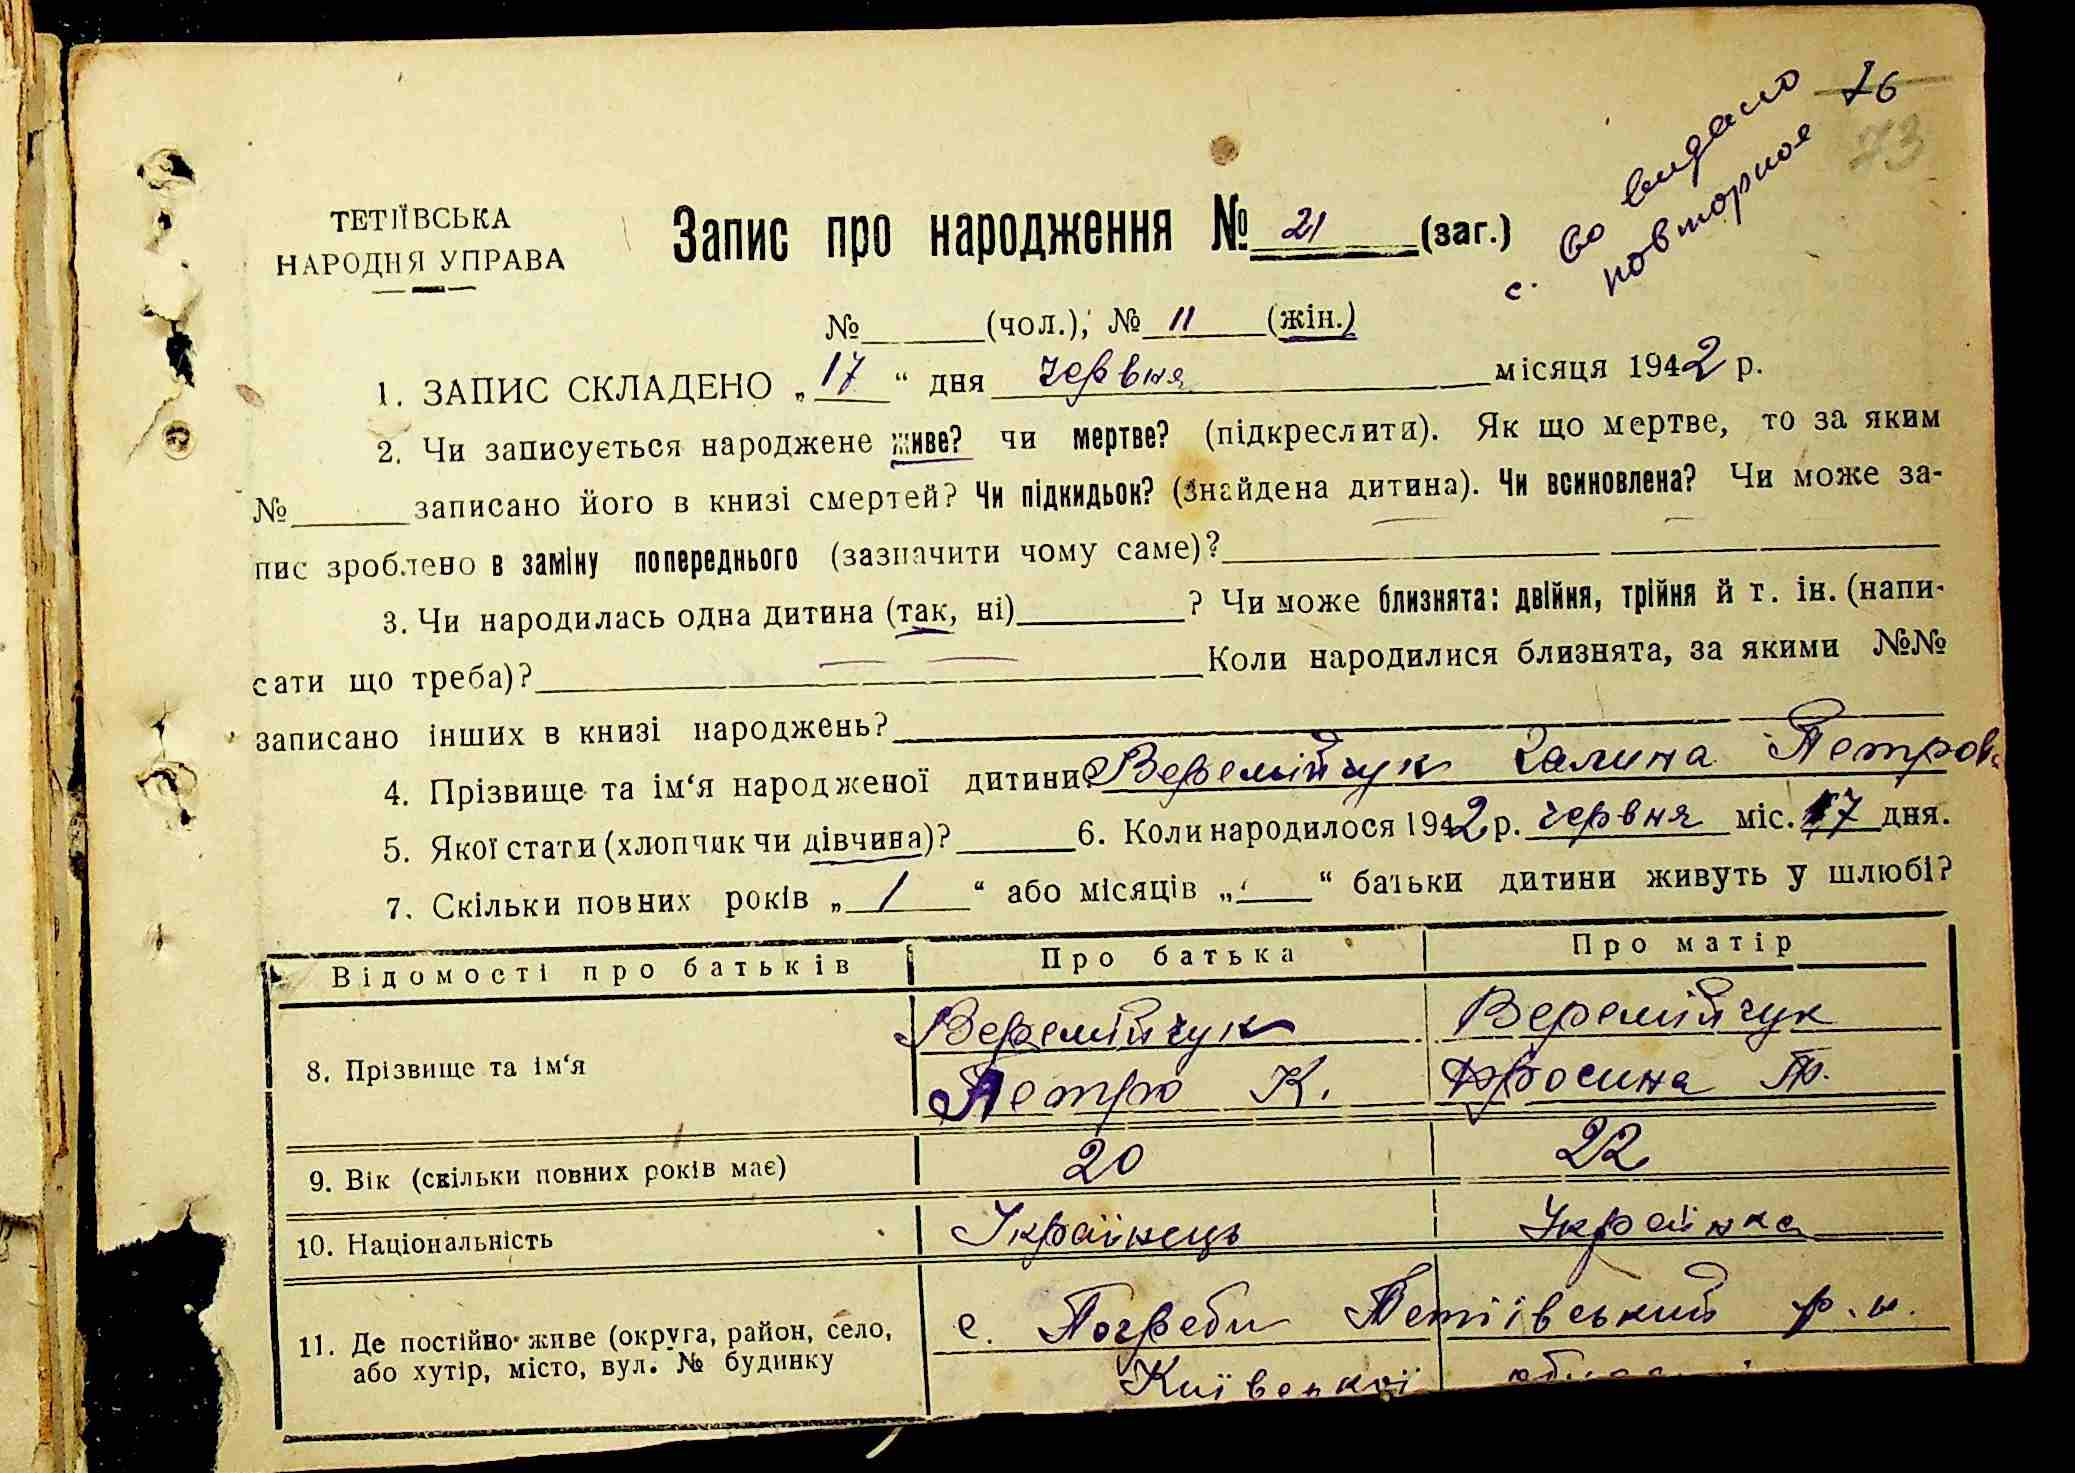 76
73
с. во видано
повторное
ТЕТІЇВСЬКА
НАРОДНЯ УПРАВА
Запис про народження № 21 (заг.)
№ (чол.), № 11 (жін.)
1. ЗАПИС СКЛАДЕНО „17“ дня червня місяця 1942 р.
2. Чи записується народжене живе? чи мертве? (підкреслити). Як що мертве, то за яким
№ записано його в книзі смертей? Чи підкидьок? (знайдена дитина). Чи всиновлена? Чи може за-
пис зроблено в заміну попереднього (зазначити чому саме)?
3. Чи народилась одна дитина (так, ні) ? Чи може близнята: двійня, трійня й т. ін. (напи-
сати що треба)? Коли народилися близнята, за якими №№
записано інших в книзі народжень?
4. Прізвище та ім‘я народженої дитини? Веремійчук Галина Петров
5. Якої стати (хлопчик чи дівчина)? 6. Коли народилося 1942 р. червня міс. 17 дня.
7. Скільки повних років „1“ або місяців „ “ батьки дитини живуть у шлюбі?
Відомості про батьків Про батька Про матір
8. Прізвище та ім‘я Веремійчук Петро К. Веремійчук Фросина П.
9. Вік (скільки повних років має) 20 22
10. Національність Українець Українка
11. Де постійно живе (округа, район, село, с. Погреби Тетіївський р.н.
або хутір, місто, вул. № будинку Київської